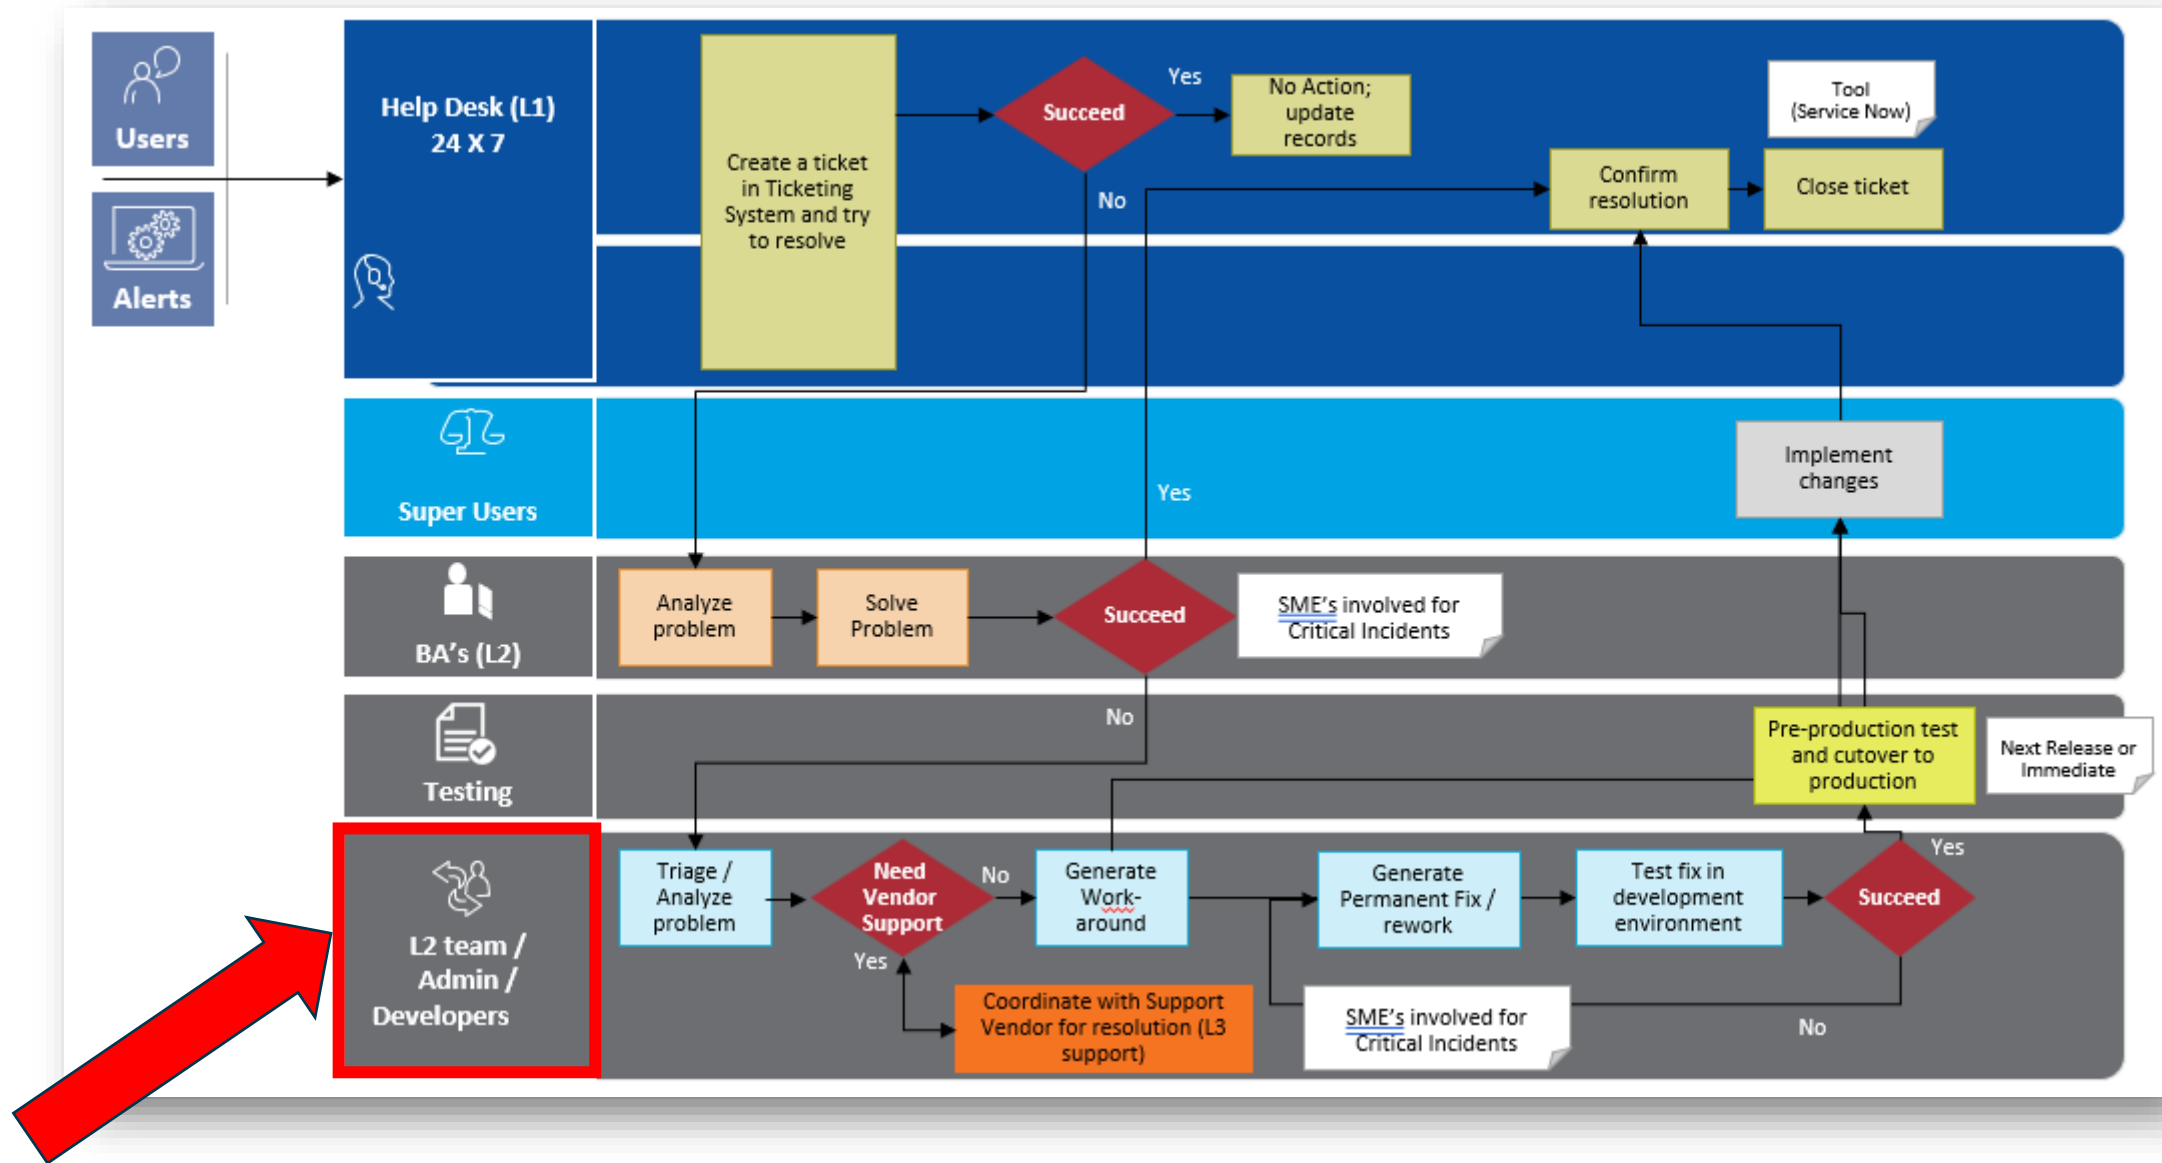 Users
Alerts
Help Desk (L1)
24 X 7
Create a ticket
in Ticketing
System and try
to resolve
Succeed
Yes
No
No Action;
update
records
Confirm
resolution
Tool
(Service Now)
Close ticket
Super Users
Yes
Implement
changes
BA's (L2)
Analyze
problem
Solve
Problem
Succeed
SME's involved for
Critical Incidents
Testing
No
Pre-production test
and cutover to
production
Next Release or
Immediate
L2 team /
Admin /
Developers
Triage /
Analyze
problem
Need
Vendor
Support
No
Yes
Generate
Work-
around
Generate
Permanent Fix /
rework
Test fix in
development
environment
Succeed
Yes
Coordinate with Support
Vendor for resolution (L3
support)
SME's involved for
Critical Incidents
No